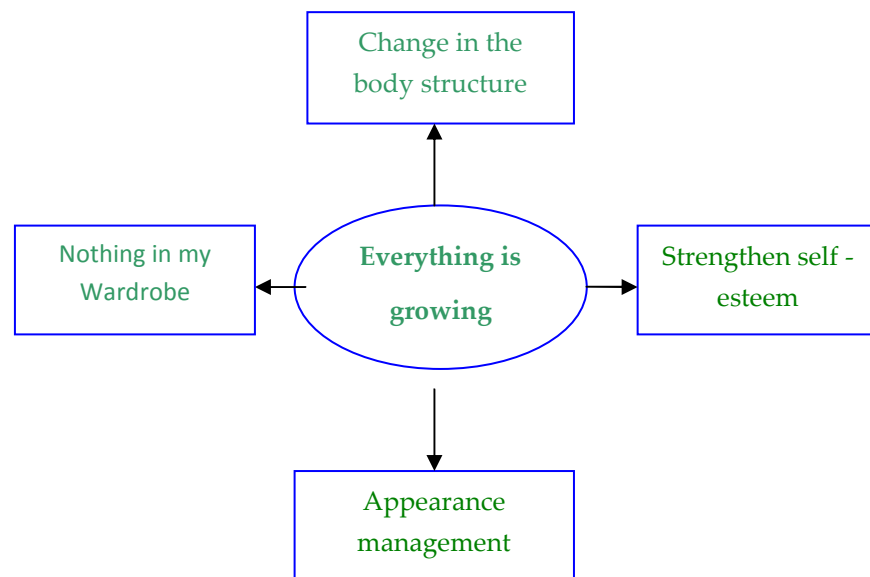 Change in the
body structure
Nothing in my
Wardrobe
Everything is
growing
Strengthen self -
esteem
Appearance
management